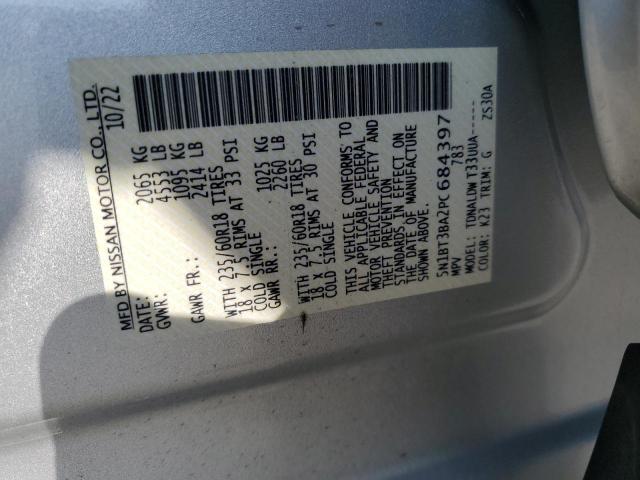 MFD.BY NISSAN MOTOR CO.,LTD.
DATE: 10/22
GVWR: 2065 KG
4553 LB
GAWR FR.: 1095 KG
2414 LB
WITH 235/60R18 TIRES
18 x 7.5 RIMS AT 33 PSI
COLD SINGLE
GAWR RR.: 1025 KG
2260 LB
WITH 235/60R18 TIRES
18 x 7.5 RIMS AT 30 PSI
COLD SINGLE
THIS VEHICLE CONFORMS TO
ALL APPLICABLE FEDERAL
MOTOR VEHICLE SAFETY AND
THEFT PREVENTION
STANDARDS IN EFFECT ON
THE DATE OF MANUFACTURE
SHOWN ABOVE.
5N1BT3BA2PC684397
MPV 783
MODEL: TDNALDW T33UUA-----
COLOR: K23 TRIM: G ZS30A